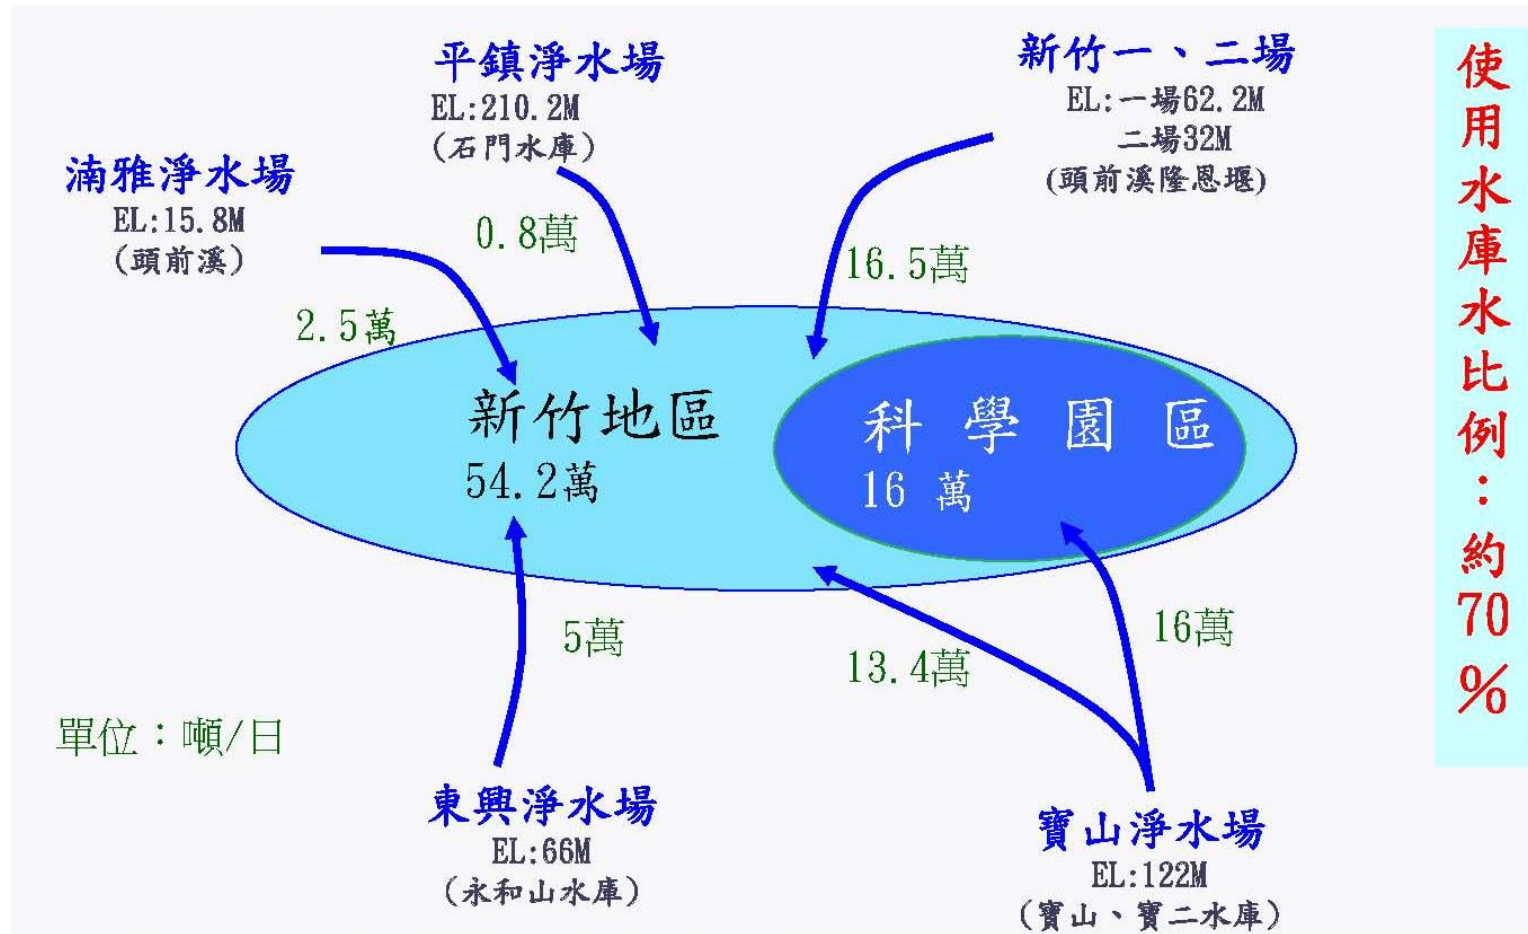 平鎮淨水場
EL:210.2M
(石門水庫)
新竹一、二場
EL:一場62.2M
二場32M
(頭前溪隆恩堰)
湳雅淨水場
EL:15.8M
(頭前溪)
0.8萬
16.5萬
2.5萬
新竹地區
54.2萬
科學園區
16 萬
5萬
13.4萬
16萬
單位：噸/日
東興淨水場
EL:66M
(永和山水庫)
寶山淨水場
EL:122M
(寶山、寶二水庫)
使用水庫水比例：約70%